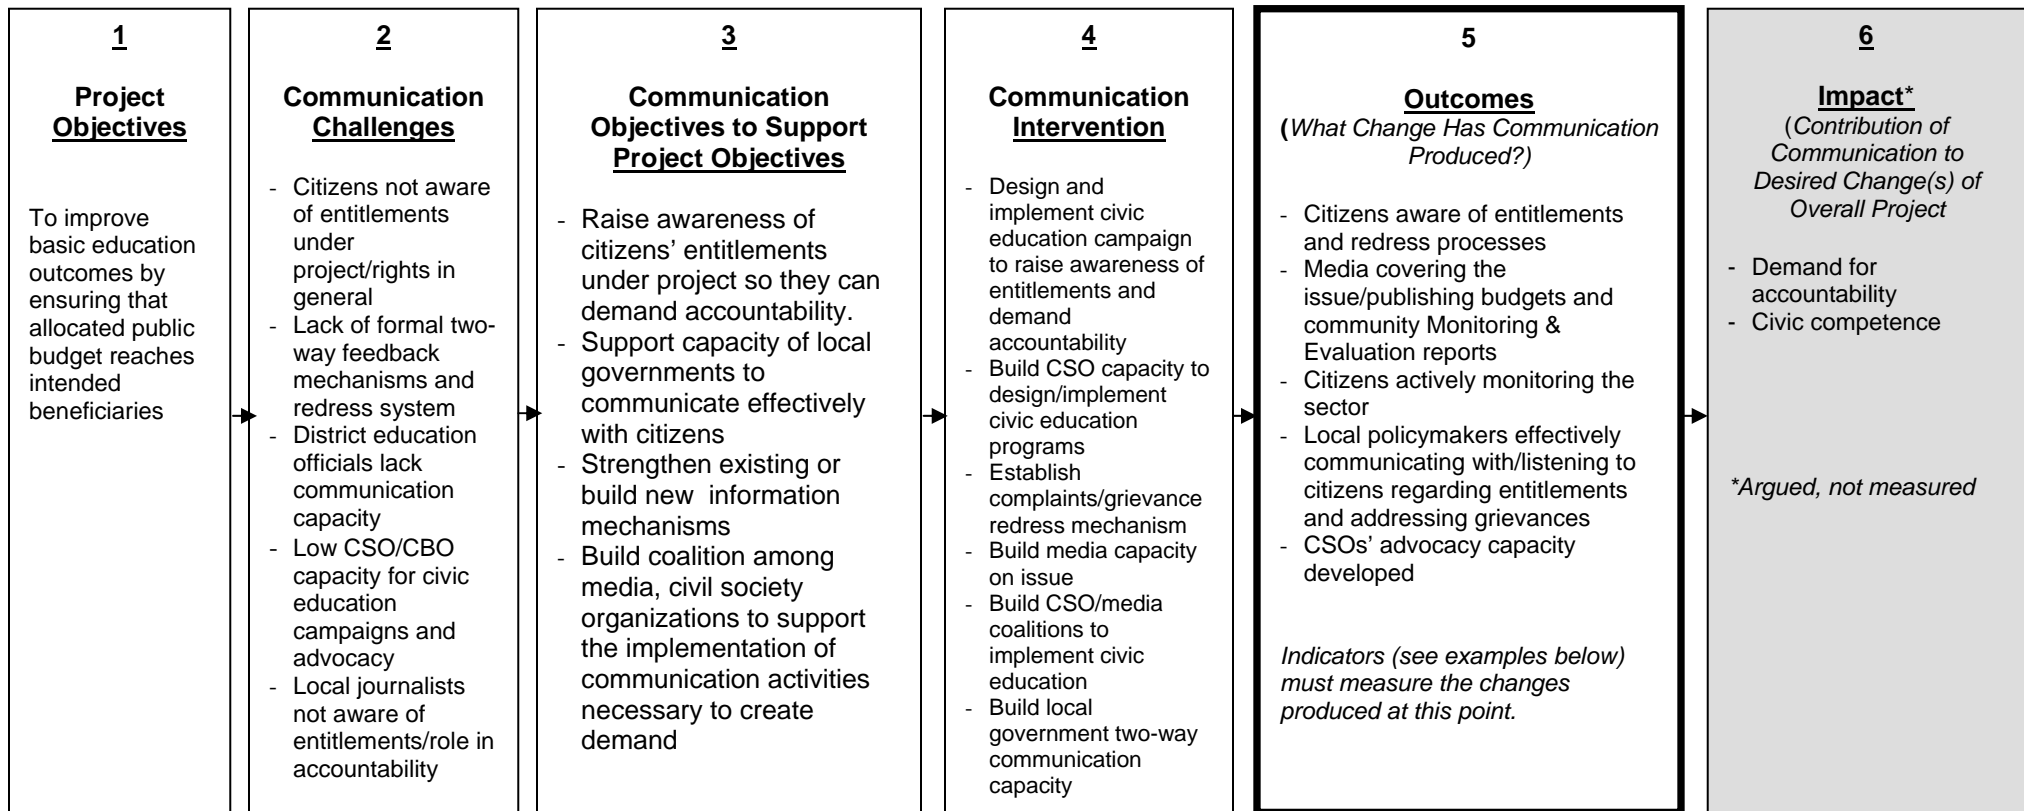 1
Project
Objectives
To improve
basic education
outcomes by
ensuring that
allocated public
budget reaches
intended
beneficiaries
2
Communication
Challenges
- Citizens not aware
of entitlements
under
project/rights in
general
- Lack of formal two-
way feedback
mechanisms and
redress system
- District education
officials lack
communication
capacity
- Low CSO/CBO
capacity for civic
education
campaigns and
advocacy
- Local journalists
not aware of
entitlements/role in
accountability
3
Communication
Objectives to Support
Project Objectives
- Raise awareness of
citizens’ entitlements
under project so they can
demand accountability.
- Support capacity of local
governments to
communicate effectively
with citizens
- Strengthen existing or
build new information
mechanisms
- Build coalition among
media, civil society
organizations to support
the implementation of
communication activities
necessary to create
demand
4
Communication
Intervention
- Design and
implement civic
education campaign
to raise awareness of
entitlements and
demand
accountability
- Build CSO capacity to
design/implement
civic education
programs
- Establish
complaints/grievance
redress mechanism
- Build media capacity
on issue
- Build CSO/media
coalitions to
implement civic
education
- Build local
government two-way
communication
capacity
5
Outcomes
(What Change Has Communication
Produced?)
- Citizens aware of entitlements
and redress processes
- Media covering the
issue/publishing budgets and
community Monitoring &
Evaluation reports
- Citizens actively monitoring the
sector
- Local policymakers effectively
communicating with/listening to
citizens regarding entitlements
and addressing grievances
- CSOs’ advocacy capacity
developed
Indicators (see examples below)
must measure the changes
produced at this point.
6
Impact*
(Contribution of
Communication to
Desired Change(s) of
Overall Project
- Demand for
accountability
- Civic competence
*Argued, not measured